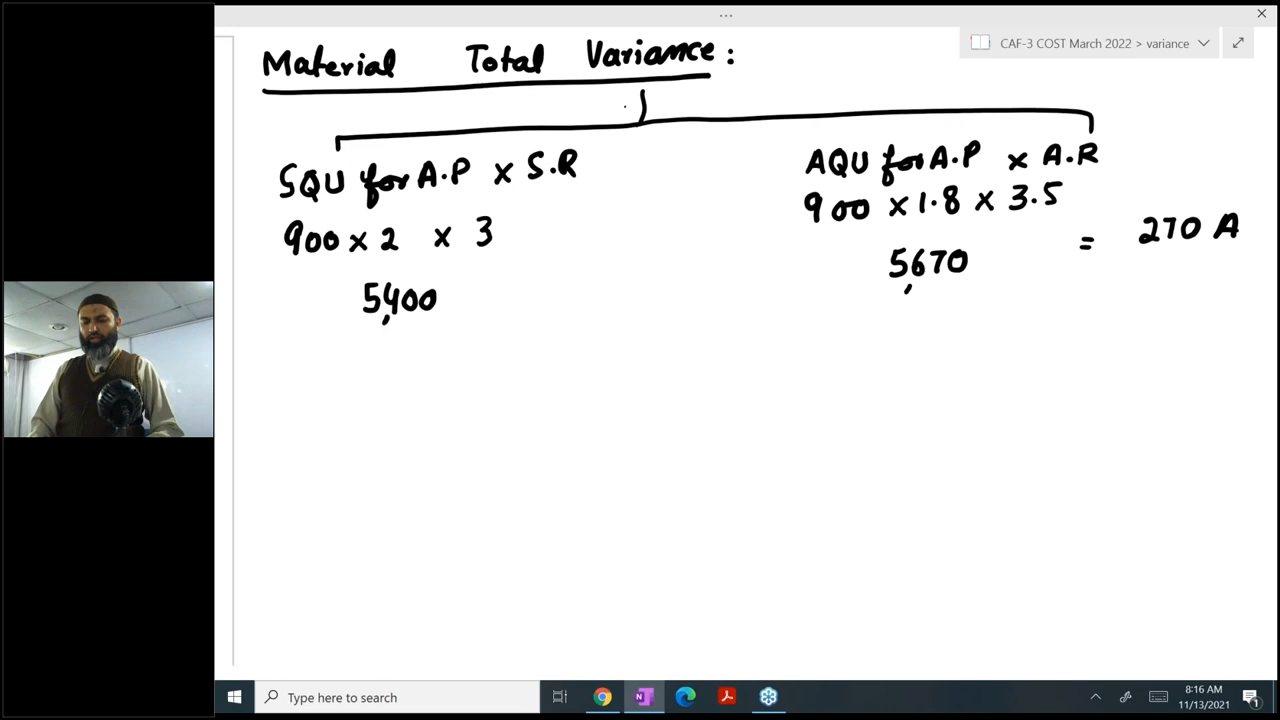 CAF-3 COST March 2022 > variance
Material Total Variance :
SQU for A.P x S.R
900 x 2 x 3
5,400
AQU for A.P x A.R
900 x 1.8 x 3.5
5,670
= 270 A
Type here to search
8:16 AM
11/13/2021
1